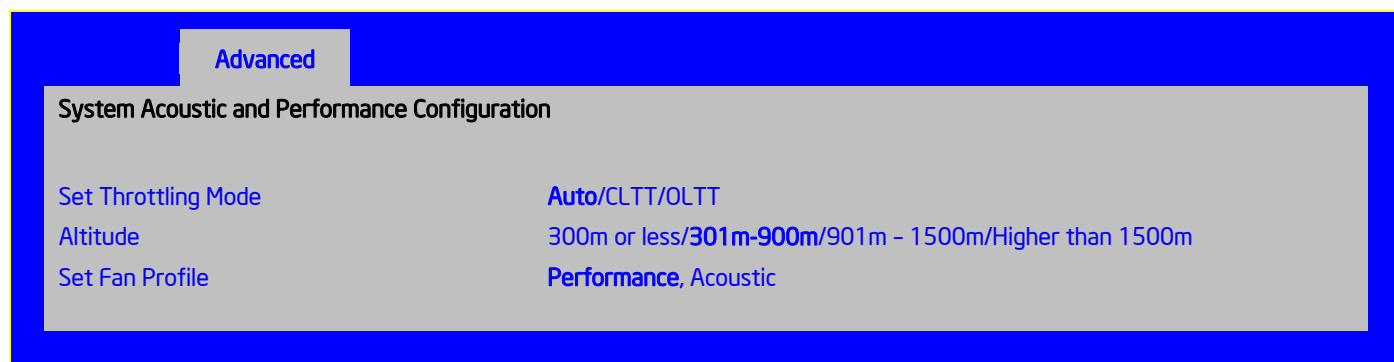 Advanced
System Acoustic and Performance Configuration
Set Throttling Mode Auto/CLTT/OLTT
Altitude 300m or less/301m-900m/901m – 1500m/Higher than 1500m
Set Fan Profile Performance, Acoustic